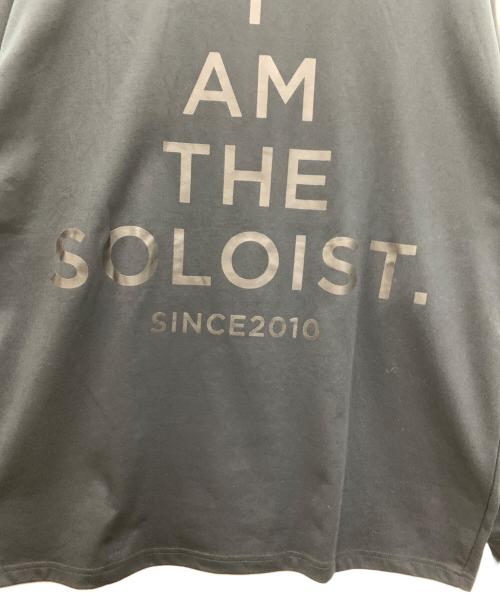 I
AM
THE
SOLOIST.
SINCE2010